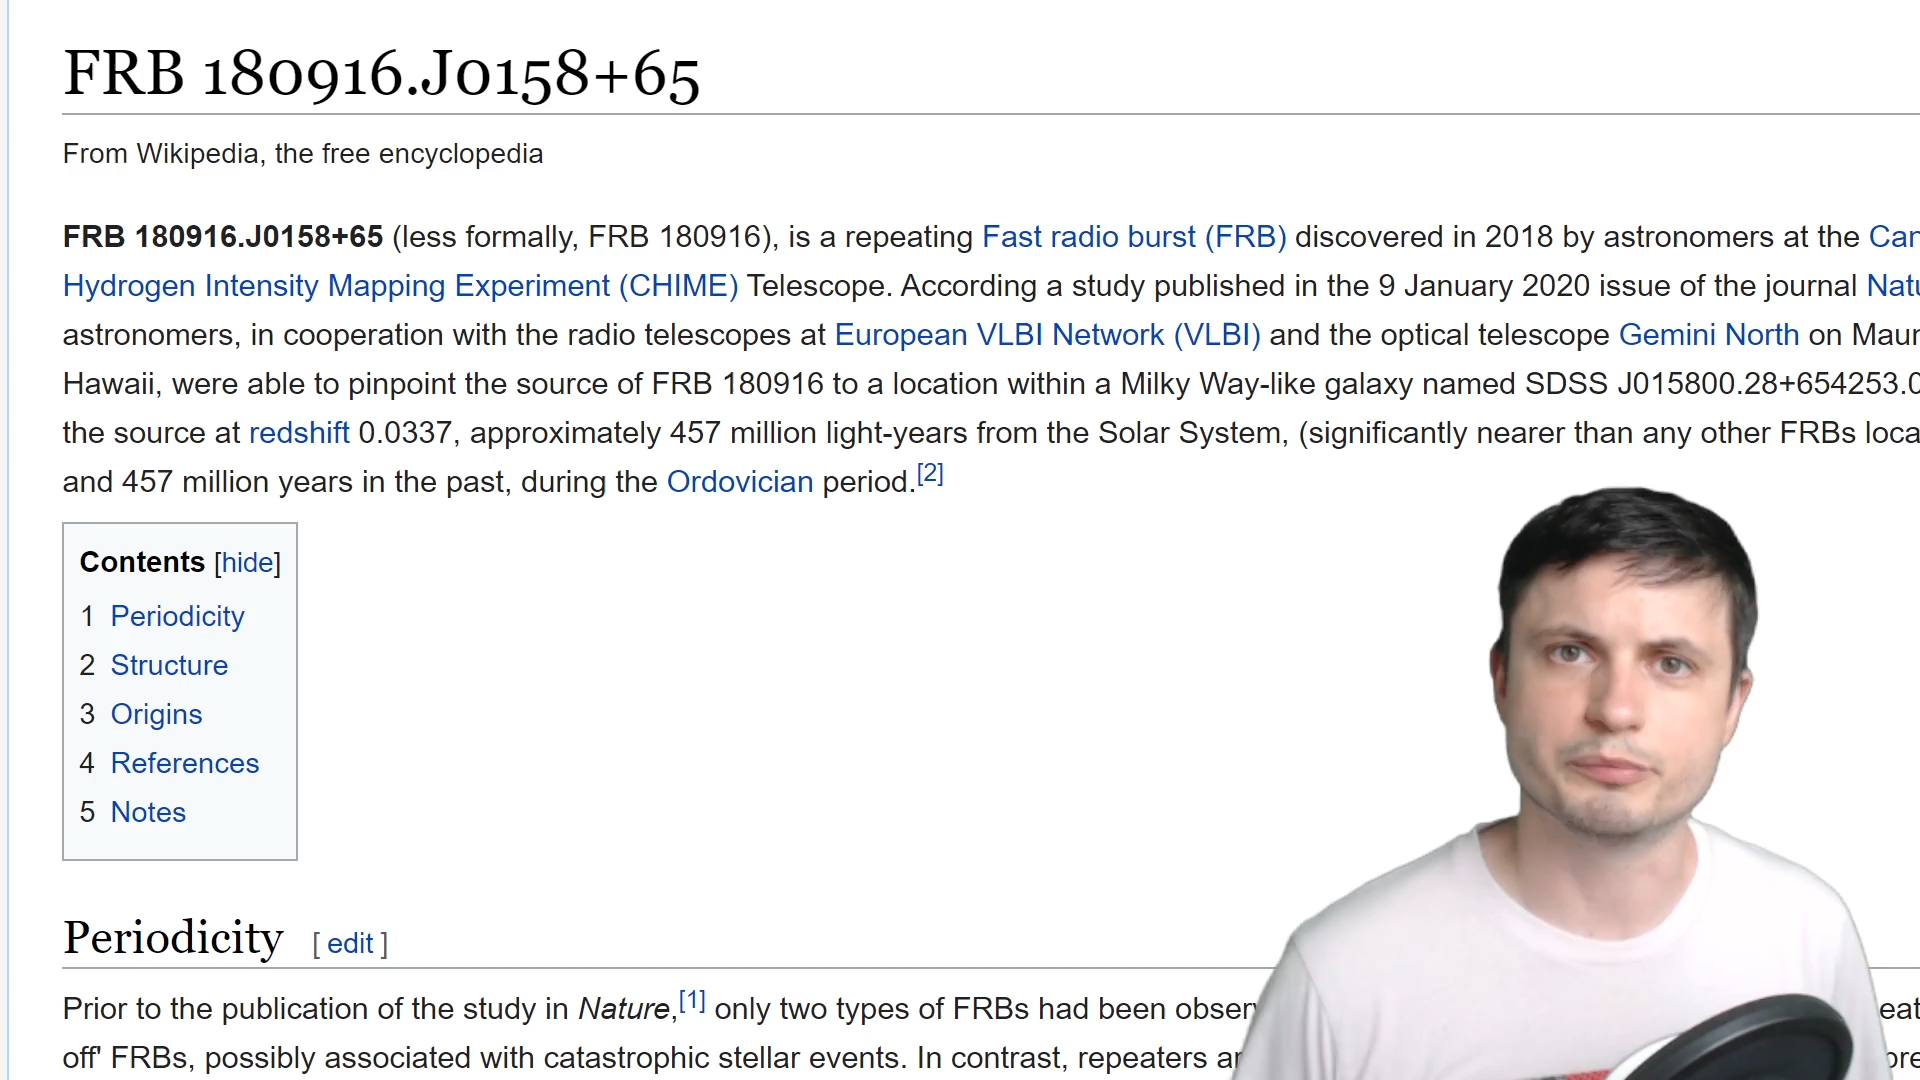 FRB 180916.J0158+65
From Wikipedia, the free encyclopedia
FRB 180916.J0158+65 (less formally, FRB 180916), is a repeating Fast radio burst (FRB) discovered in 2018 by astronomers at the
Hydrogen Intensity Mapping Experiment (CHIME) Telescope. According a study published in the 9 January 2020 issue of the journal
astronomers, in cooperation with the radio telescopes at European VLBI Network (VLBI) and the optical telescope Gemini North on
Hawaii, were able to pinpoint the source of FRB 180916 to a location within a Milky Way-like galaxy named SDSS J015800.28+654253.0
the source at redshift 0.0337, approximately 457 million light-years from the Solar System, (significantly nearer than any other FRBs
and 457 million years in the past, during the Ordovician period.[2]
Contents [hide]
1 Periodicity
2 Structure
3 Origins
4 References
5 Notes
Periodicity [ edit ]
Prior to the publication of the study in Nature,[1] only two types of FRBs had been
off' FRBs, possibly associated with catastrophic stellar events. In contrast, repeaters